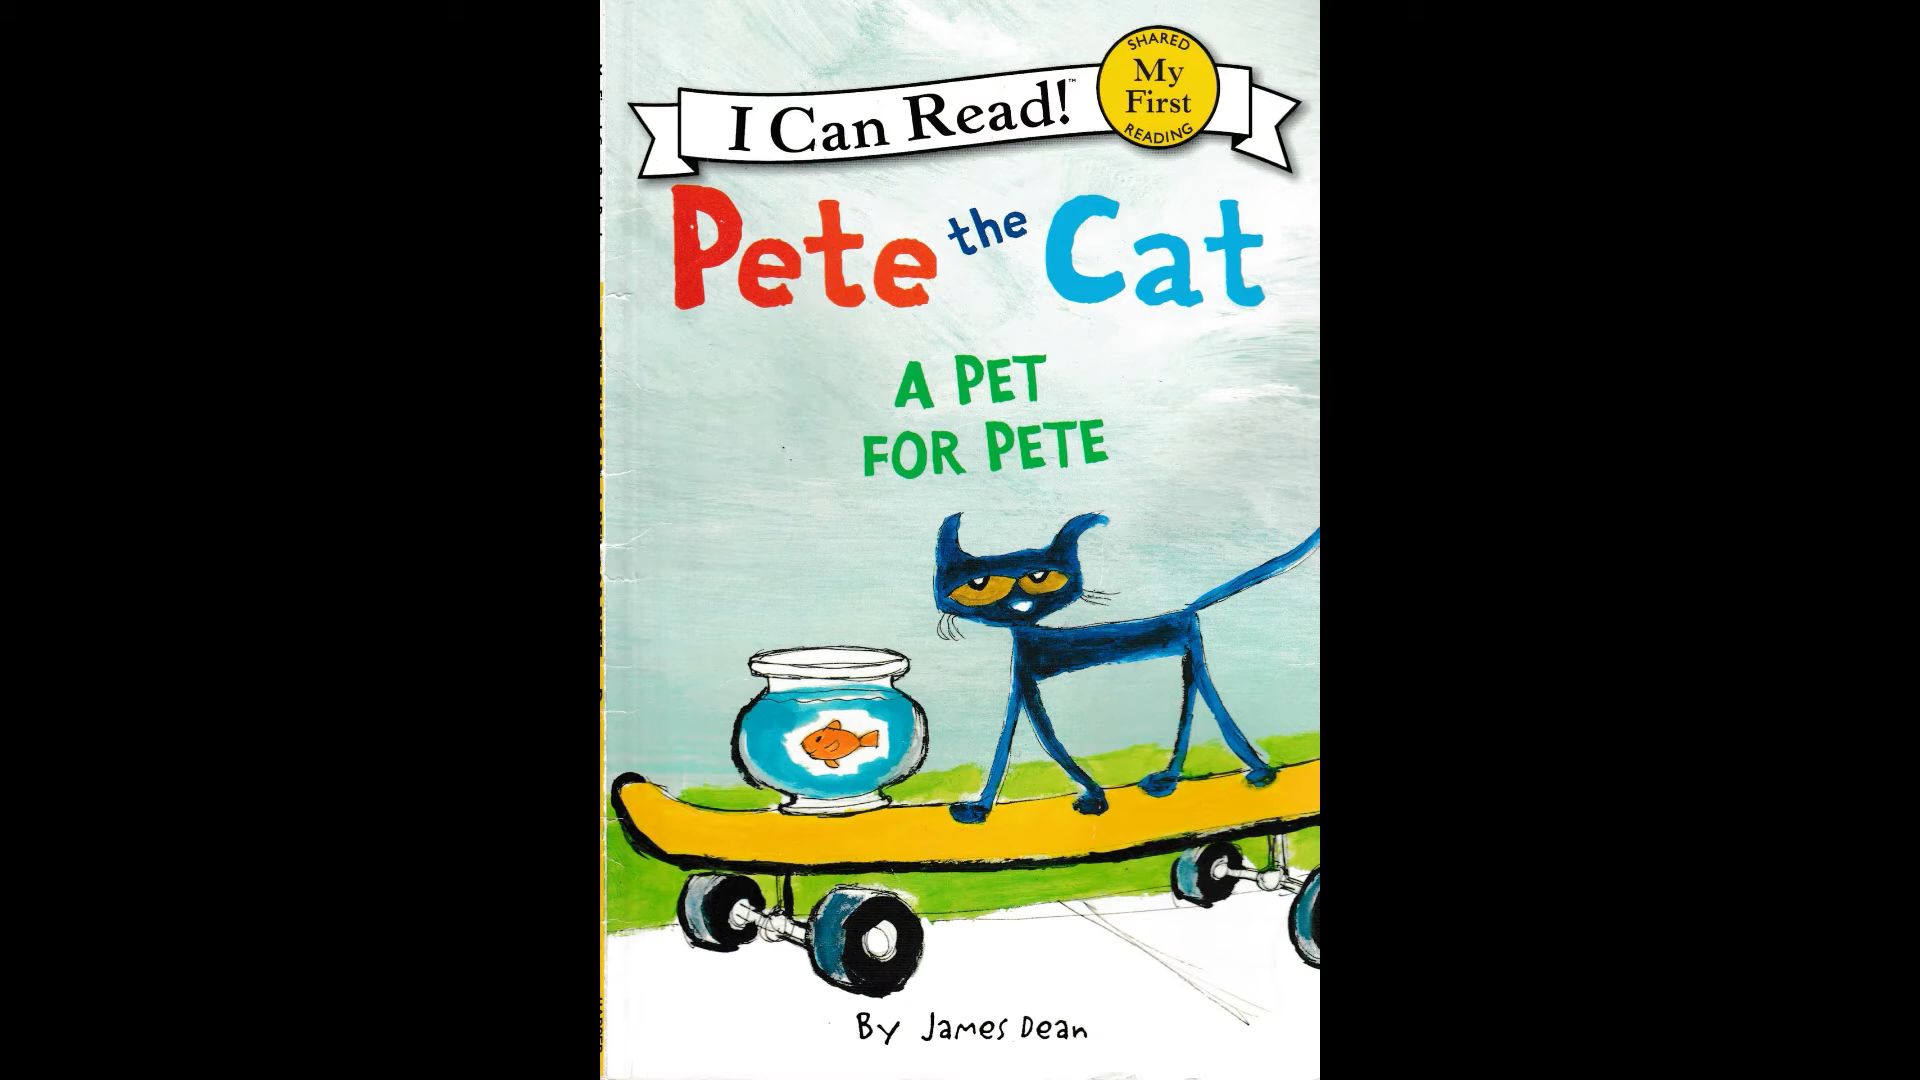 I Can Read!™
SHARED
My
First
READING
Pete the Cat
A PET
FOR PETE
By James Dean